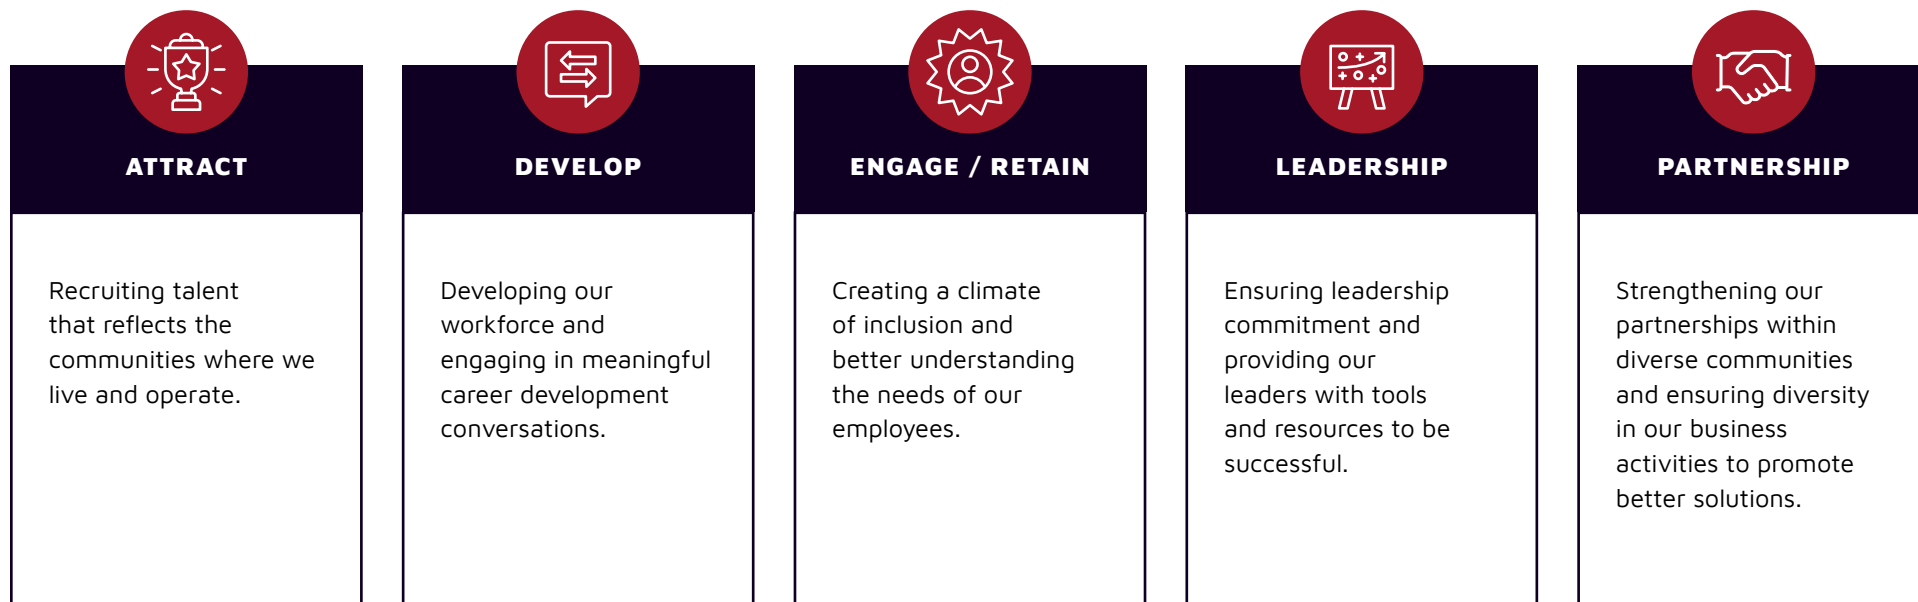 ATTRACT
Recruiting talent
that reflects the
communities where we
live and operate.
DEVELOP
Developing our
workforce and
engaging in meaningful
career development
conversations.
ENGAGE / RETAIN
Creating a climate
of inclusion and
better understanding
the needs of our
employees.
LEADERSHIP
Ensuring leadership
commitment and
providing our
leaders with tools
and resources to be
successful.
PARTNERSHIP
Strengthening our
partnerships within
diverse communities
and ensuring diversity
in our business
activities to promote
better solutions.